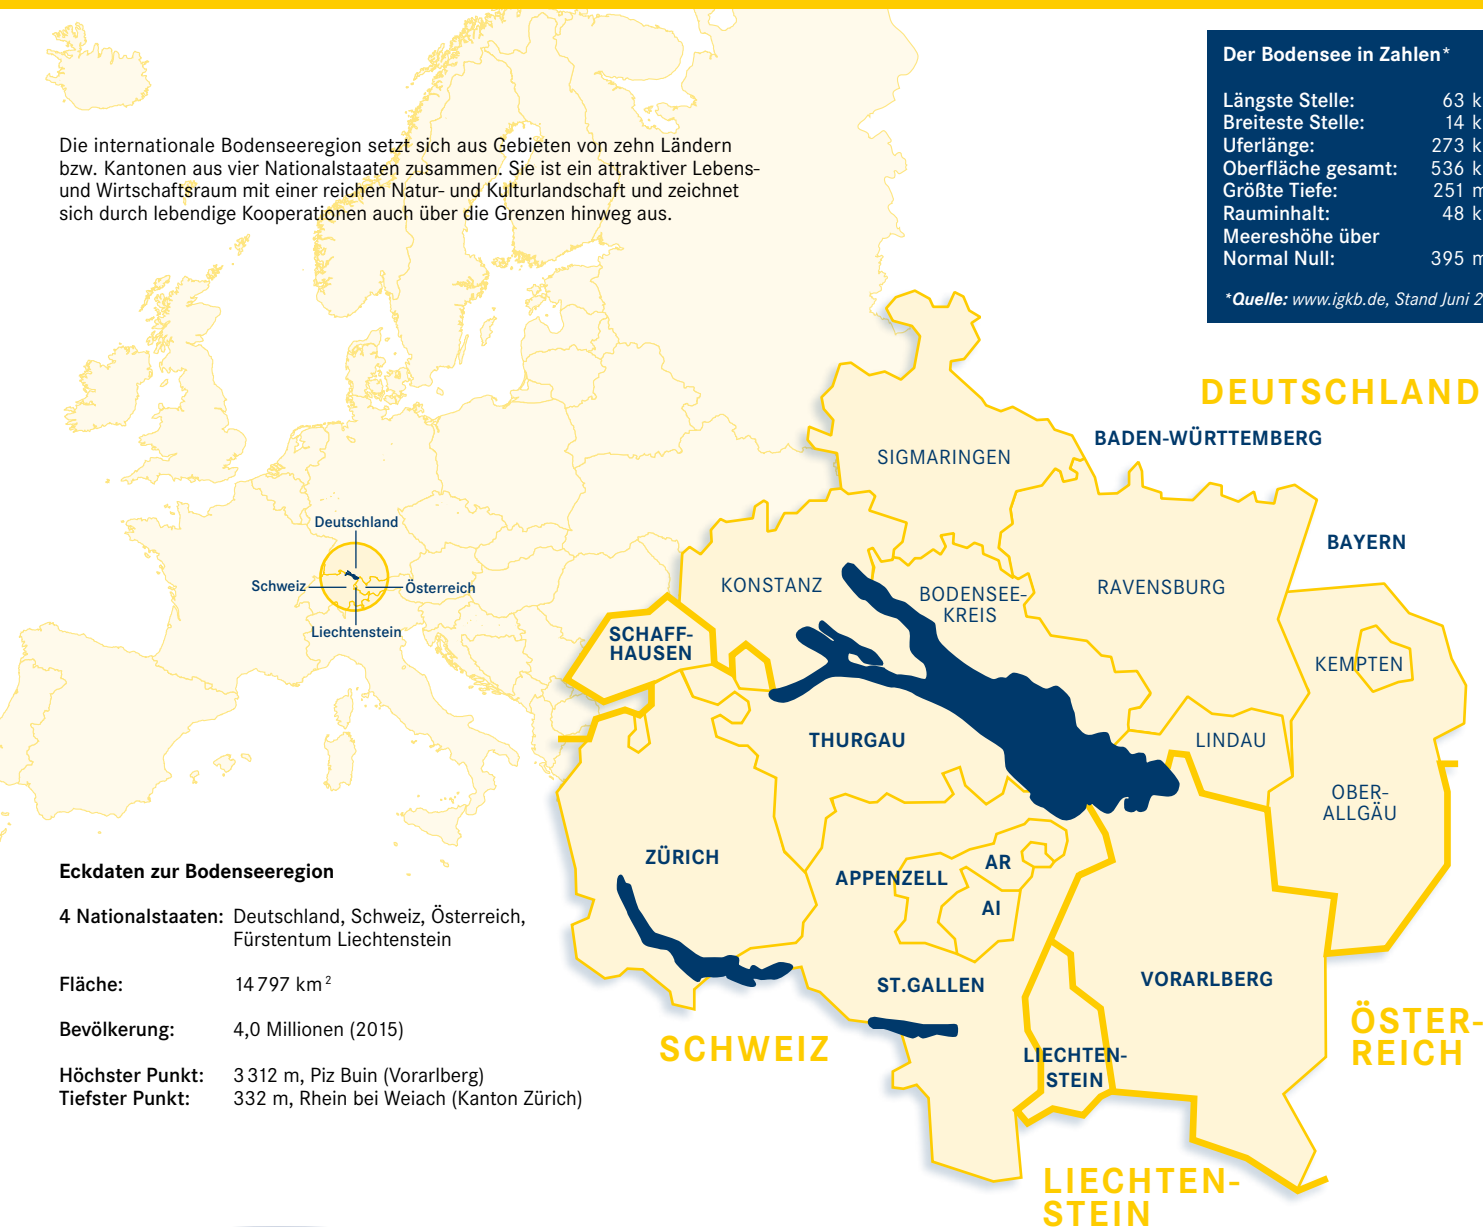 Die internationale Bodenseeregion setzt sich aus Gebieten von zehn Ländern
bzw. Kantonen aus vier Nationalstaaten zusammen. Sie ist ein attraktiver Lebens-
und Wirtschaftsraum mit einer reichen Natur- und Kulturlandschaft und zeichnet
sich durch lebendige Kooperationen auch über die Grenzen hinweg aus.
Der Bodensee in Zahlen*
Längste Stelle: 63
Breiteste Stelle: 14
Uferlänge: 273
Oberfläche gesamt: 536
Größte Tiefe: 251 m
Rauminhalt: 48
Meereshöhe über
Normal Null: 395 m
*Quelle: www.igkb.de, Stand Juni
DEUTSCHLAND
BADEN-WÜRTTEMBERG
SIGMARINGEN
BAYERN
KONSTANZ
BODENSEE-
KREIS
RAVENSBURG
SCHAFF-
HAUSEN
KEMPTEN
THURGAU
LINDAU
OBER-
ALLGÄU
ZÜRICH
APPENZELL
AR
AI
ST.GALLEN
VORARLBERG
SCHWEIZ
ÖSTER-
REICH
LIECHTEN-
STEIN
LIECHTEN-
STEIN
Deutschland
Schweiz
Österreich
Liechtenstein
Eckdaten zur Bodenseeregion
4 Nationalstaaten: Deutschland, Schweiz, Österreich,
Fürstentum Liechtenstein
Fläche: 14 797 km²
Bevölkerung: 4,0 Millionen (2015)
Höchster Punkt: 3 312 m, Piz Buin (Vorarlberg)
Tiefster Punkt: 332 m, Rhein bei Weiach (Kanton Zürich)